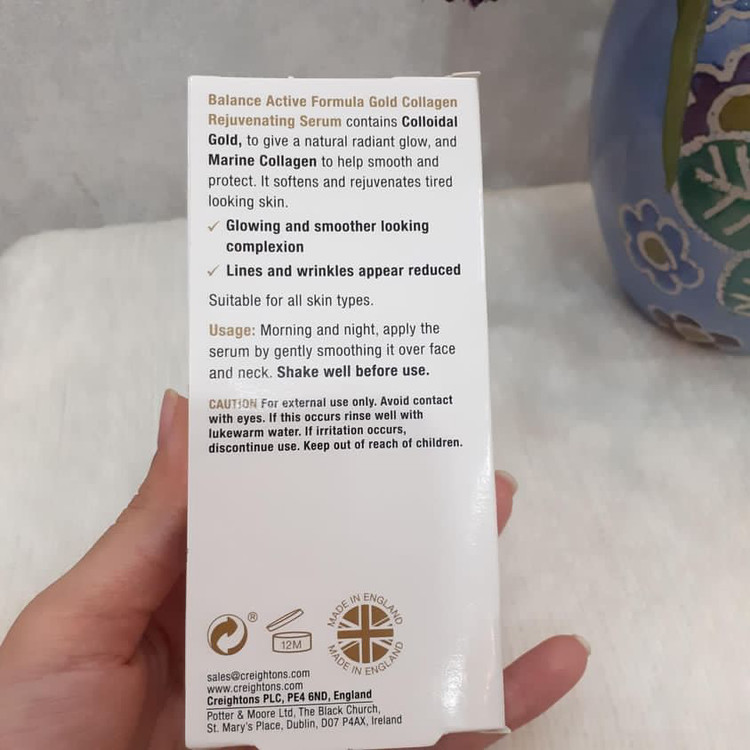 Balance Active Formula Gold Collagen
Rejuvenating Serum contains Colloidal
Gold, to give a natural radiant glow, and
Marine Collagen to help smooth and
protect. It softens and rejuvenates tired
looking skin.
✓ Glowing and smoother looking
complexion
✓ Lines and wrinkles appear reduced
Suitable for all skin types.
Usage: Morning and night, apply the
serum by gently smoothing it over face
and neck. Shake well before use.
CAUTION For external use only. Avoid contact
with eyes. If this occurs rinse well with
lukewarm water. If irritation occurs,
discontinue use. Keep out of reach of children.
®
12M
MADE IN ENGLAND
MADE IN ENGLAND
sales@creightons.com
www.creightons.com
Creightons PLC, PE4 6ND, England
Potter & Moore Ltd, The Black Church,
St. Mary's Place, Dublin, D07 P4AX, Ireland